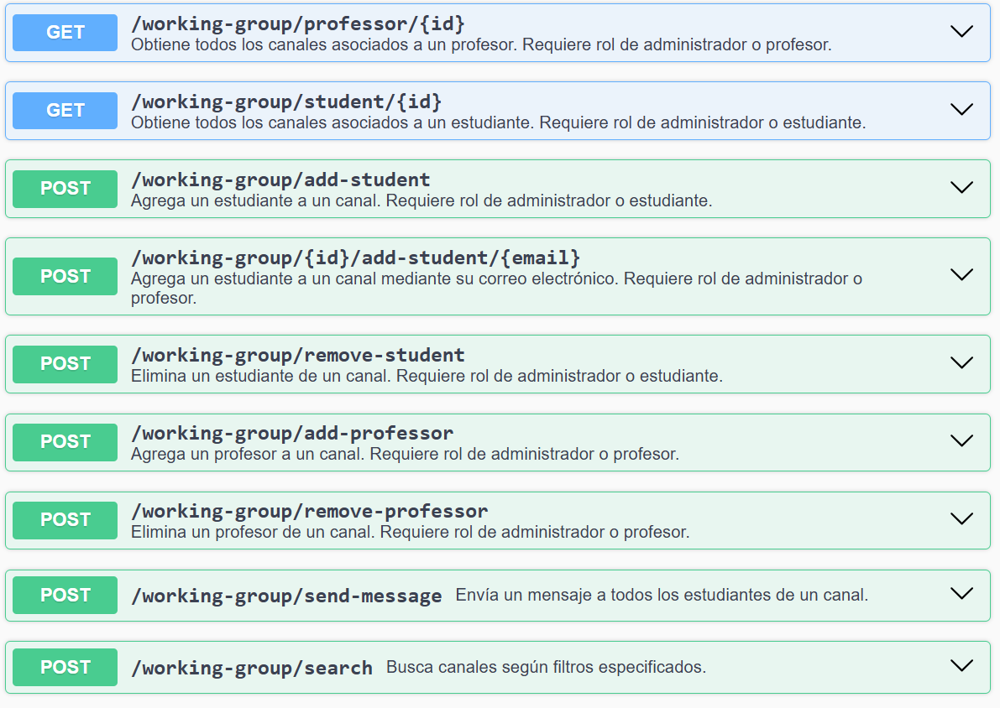 GET /working-group/professor/{id}
Obtiene todos los canales asociados a un profesor. Requiere rol de administrador o profesor.
GET /working-group/student/{id}
Obtiene todos los canales asociados a un estudiante. Requiere rol de administrador o estudiante.
POST /working-group/add-student
Agrega un estudiante a un canal. Requiere rol de administrador o estudiante.
POST /working-group/{id}/add-student/{email}
Agrega un estudiante a un canal mediante su correo electrónico. Requiere rol de administrador o
profesor.
POST /working-group/remove-student
Elimina un estudiante de un canal. Requiere rol de administrador o estudiante.
POST /working-group/add-professor
Agrega un profesor a un canal. Requiere rol de administrador o profesor.
POST /working-group/remove-professor
Elimina un profesor de un canal. Requiere rol de administrador o profesor.
POST /working-group/send-message Envía un mensaje a todos los estudiantes de un canal.
POST /working-group/search Busca canales según filtros especificados.